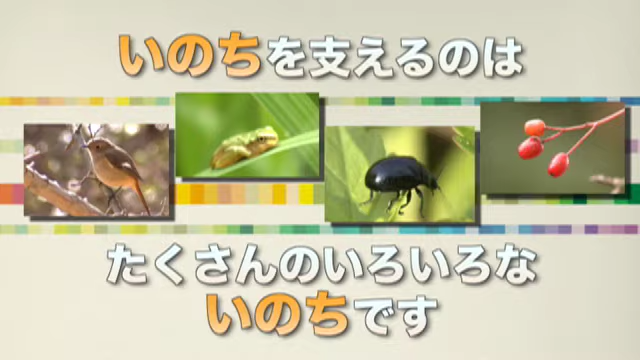 いのちを支えるのは
たくさんのいろいろな
いのちです